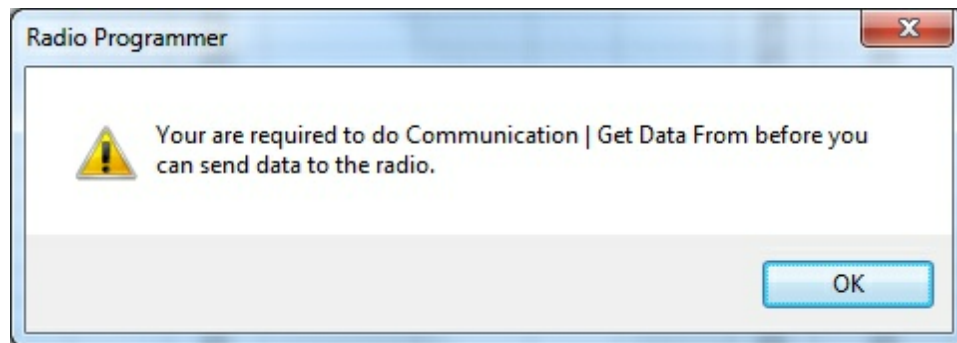 Radio Programmer
Your are required to do Communication | Get Data From before you
can send data to the radio.
OK